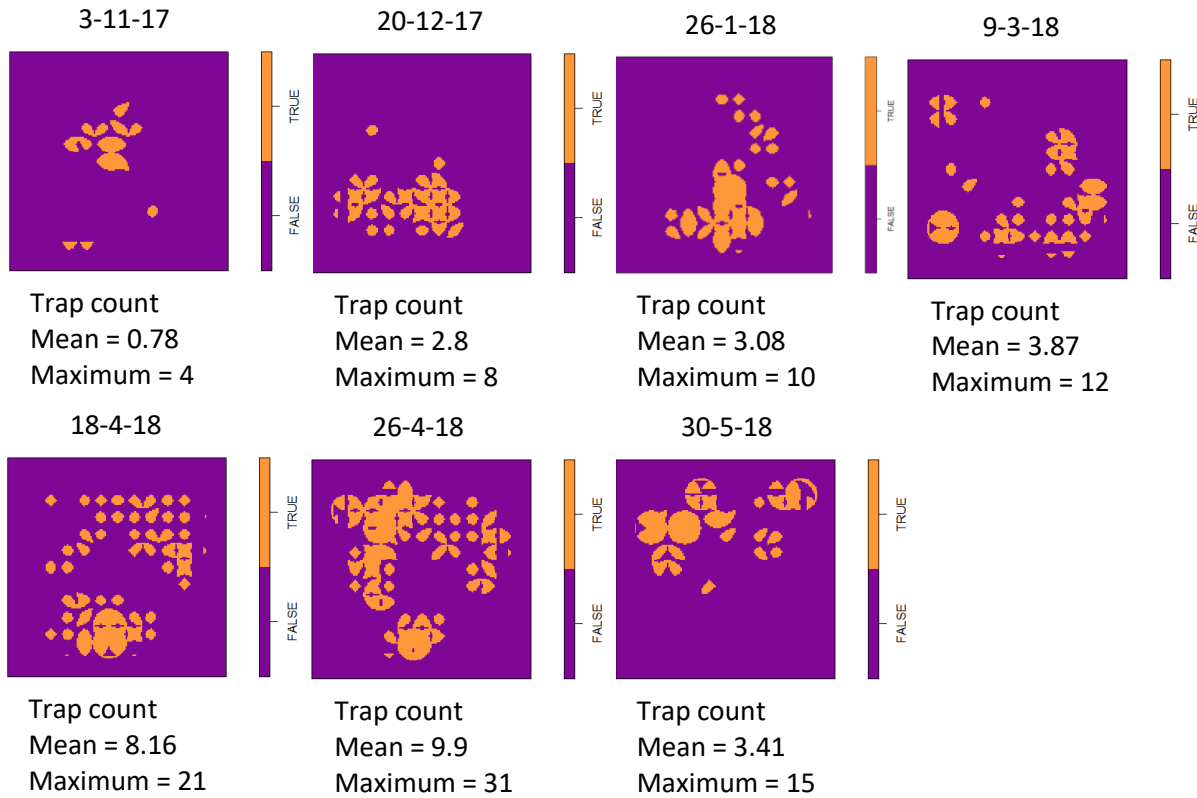 3-11-17
20-12-17
26-1-18
9-3-18
TRUE
FALSE
TRUE
FALSE
TRUE
FALSE
TRUE
FALSE
Trap count
Mean = 0.78
Maximum = 4
Trap count
Mean = 2.8
Maximum = 8
Trap count
Mean = 3.08
Maximum = 10
Trap count
Mean = 3.87
Maximum = 12
18-4-18
26-4-18
30-5-18
TRUE
FALSE
TRUE
FALSE
TRUE
FALSE
Trap count
Mean = 8.16
Maximum = 21
Trap count
Mean = 9.9
Maximum = 31
Trap count
Mean = 3.41
Maximum = 15